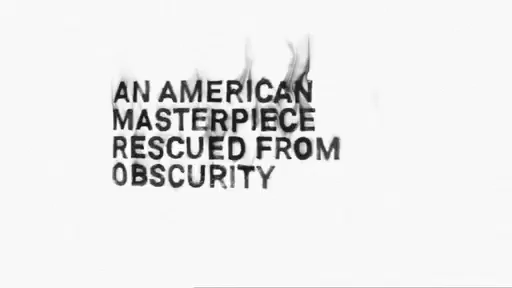 AN AMERICAN
MASTERPIECE
RESCUED FROM
OBSCURITY